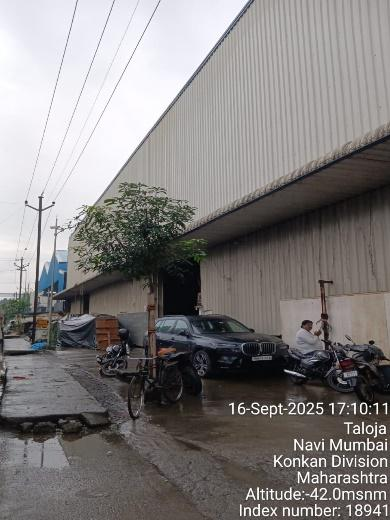 16-Sept-2025 17:10:11
Taloja
Navi Mumbai
Konkan Division
Maharashtra
Altitude:-42.0msnm
Index number: 18941